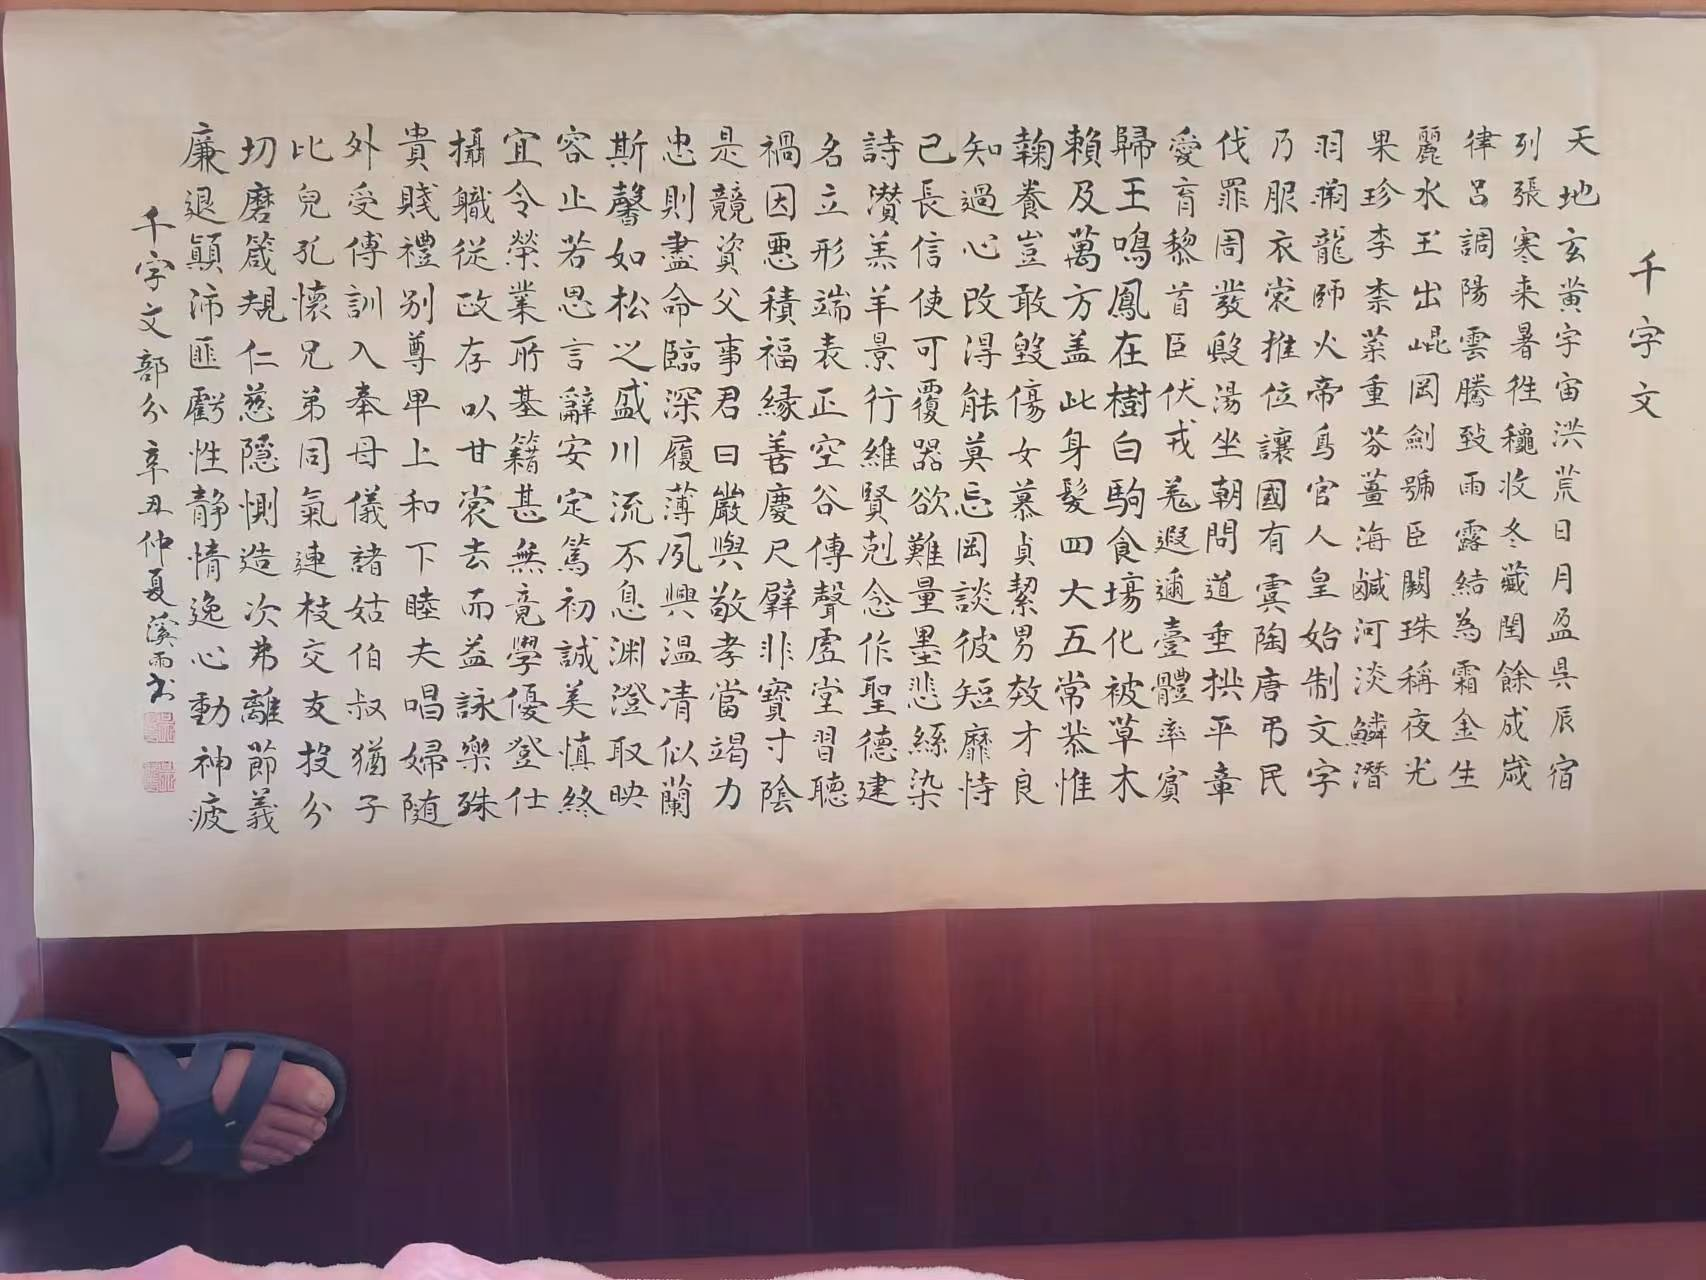 千字文
天地玄黃宇宙洪荒日月盈昃辰宿
列張寒来暑徃穐收冬藏閏餘成歲
律呂調陽雲騰致雨露結為霜金生
麗水玉出崐岡劍號臣闕珠稱夜光
果珍李柰菜重芥薑海鹹河淡鱗潛
羽翔龍師火帝鳥官人皇始制文字
乃服衣裳推位讓國有虞陶唐弔民
伐罪周發殷湯坐朝問道垂拱平章
愛育黎首臣伏戎羌遐邇壹體率賓
歸王鳴鳳在樹白駒食場化被草木
賴及萬方盖此身髮四大五常恭惟
鞠養豈敢毀傷女慕貞絜男效才良
知過心改得能莫忘罔談彼短靡恃
己長信使可覆器欲難量墨悲絲染
詩讚羔羊景行維賢剋念作聖德建
名立形端表正空谷傳聲虛堂習聽
禍因惡積福緣善慶尺璧非寶寸陰
是競資父事君曰嚴與敬孝當竭力
忠則盡命臨深履薄夙興温凊似蘭
斯馨如松之盛川流不息淵澄取映
容止若思言辭安定篤初誠美慎終
宜令榮業所基籍甚無竟學優登仕
攝職從政存以甘裳去而益詠樂殊
貴賤禮别尊卑上和下睦夫唱婦随
外受傅訓入奉母儀諸姑伯叔猶子
比兒孔懷兄弟同氣連枝交友投分
切磨箴規仁慈隱惻造次弗離節義
廉退顛沛匪虧性静情逸心動神疲
千字文部分辛丑仲夏溪雨书